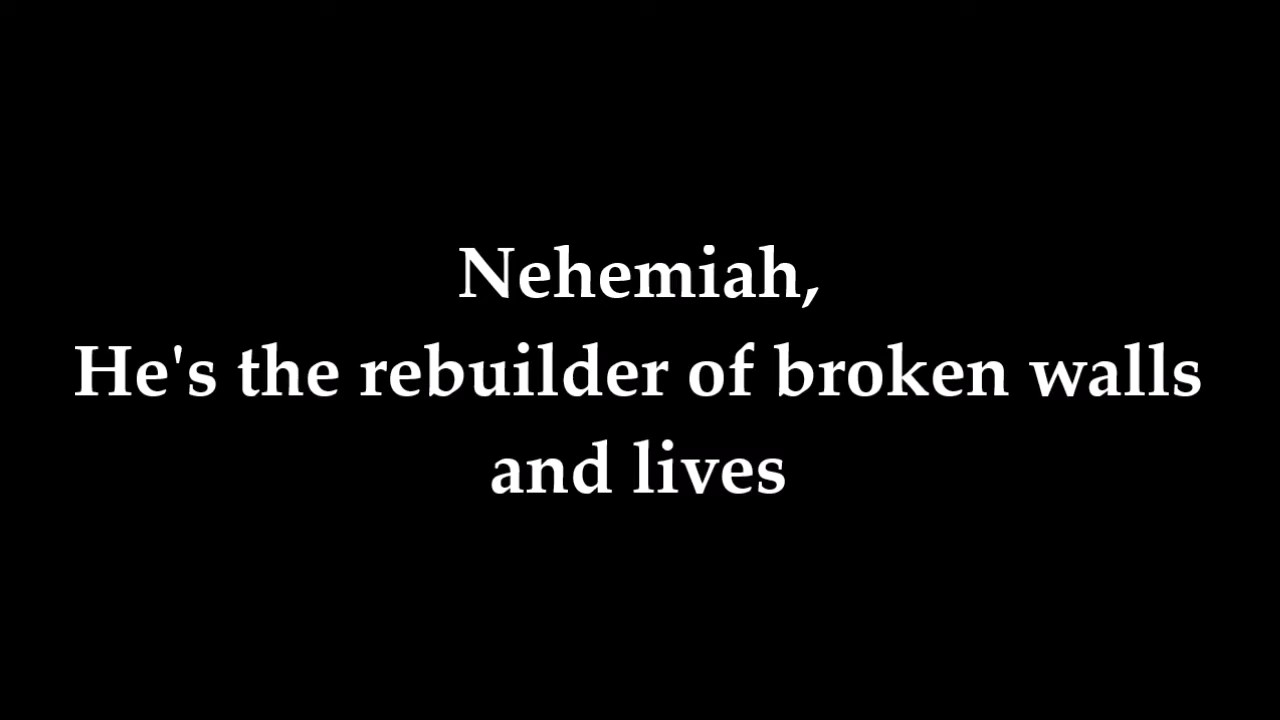 Nehemiah,
He's the rebuilder of broken walls
and lives